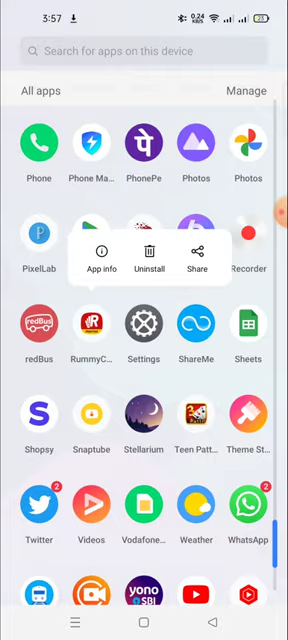 3:57
0.24
KB/s
23
Search for apps on this device
All apps
Manage
Phone
Phone Ma...
PhonePe
Photos
Photos
PixelLab
Recorder
App info
Uninstall
Share
redBus
redBus
RummyC...
Settings
ShareMe
Sheets
Shopsy
Snaptube
Stellarium
Teen Patt...
Theme St...
2
2
Twitter
Videos
Vodafone...
Weather
WhatsApp
yono
SBI